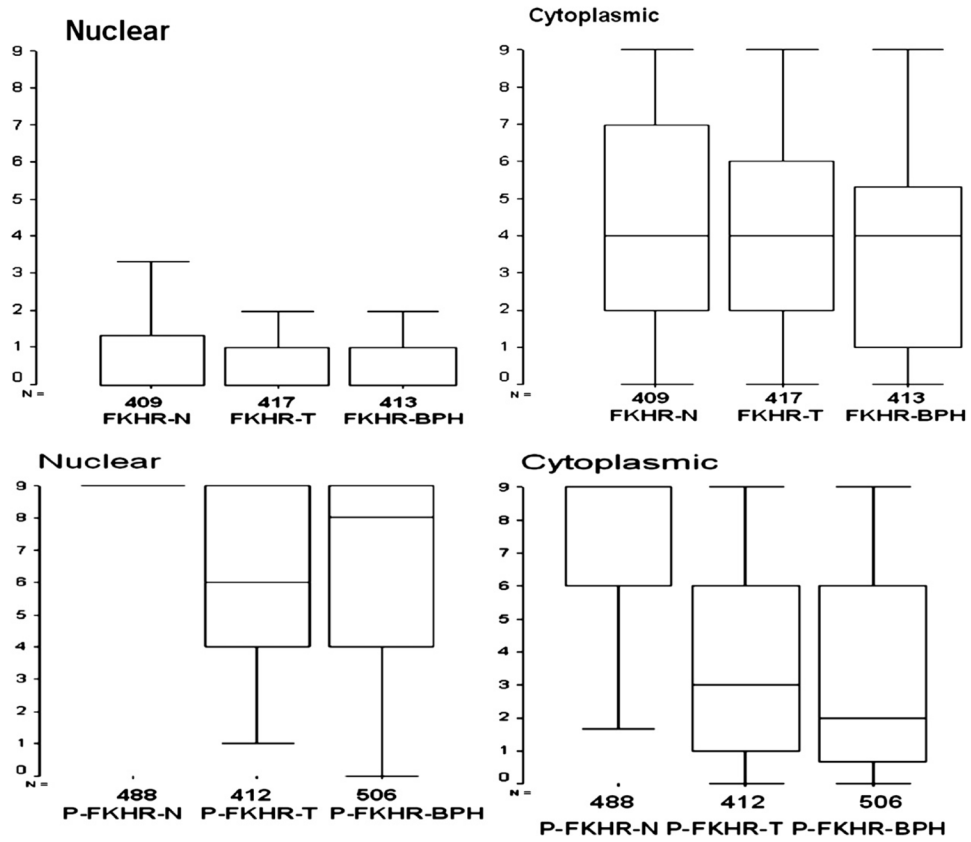 Nuclear
9
8
7
6
5
4
3
2
1
0
N =
409 417 413
FKHR-N FKHR-T FKHR-BPH
Cytoplasmic
9
8
7
6
5
4
3
2
1
0
N =
409 417 413
FKHR-N FKHR-T FKHR-BPH
Nuclear
9
8
7
6
5
4
3
2
1
0
N =
488 412 506
P-FKHR-N P-FKHR-T P-FKHR-BPH
Cytoplasmic
9
8
7
6
5
4
3
2
1
0
N =
488 412 506
P-FKHR-N P-FKHR-T P-FKHR-BPH